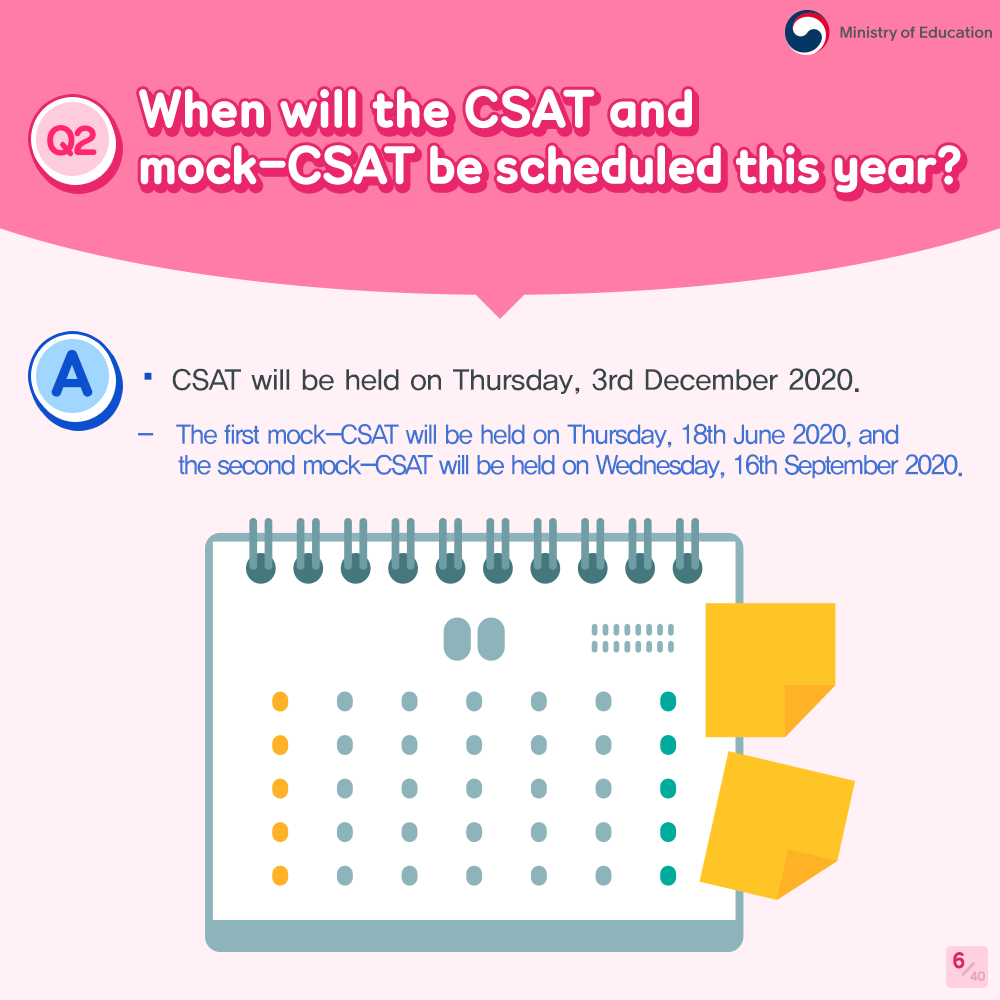 Ministry of Education
Q2
When will the CSAT and
mock-CSAT be scheduled this year?
A
▪ CSAT will be held on Thursday, 3rd December 2020.
– The first mock-CSAT will be held on Thursday, 18th June 2020, and
the second mock-CSAT will be held on Wednesday, 16th September 2020.
6/40